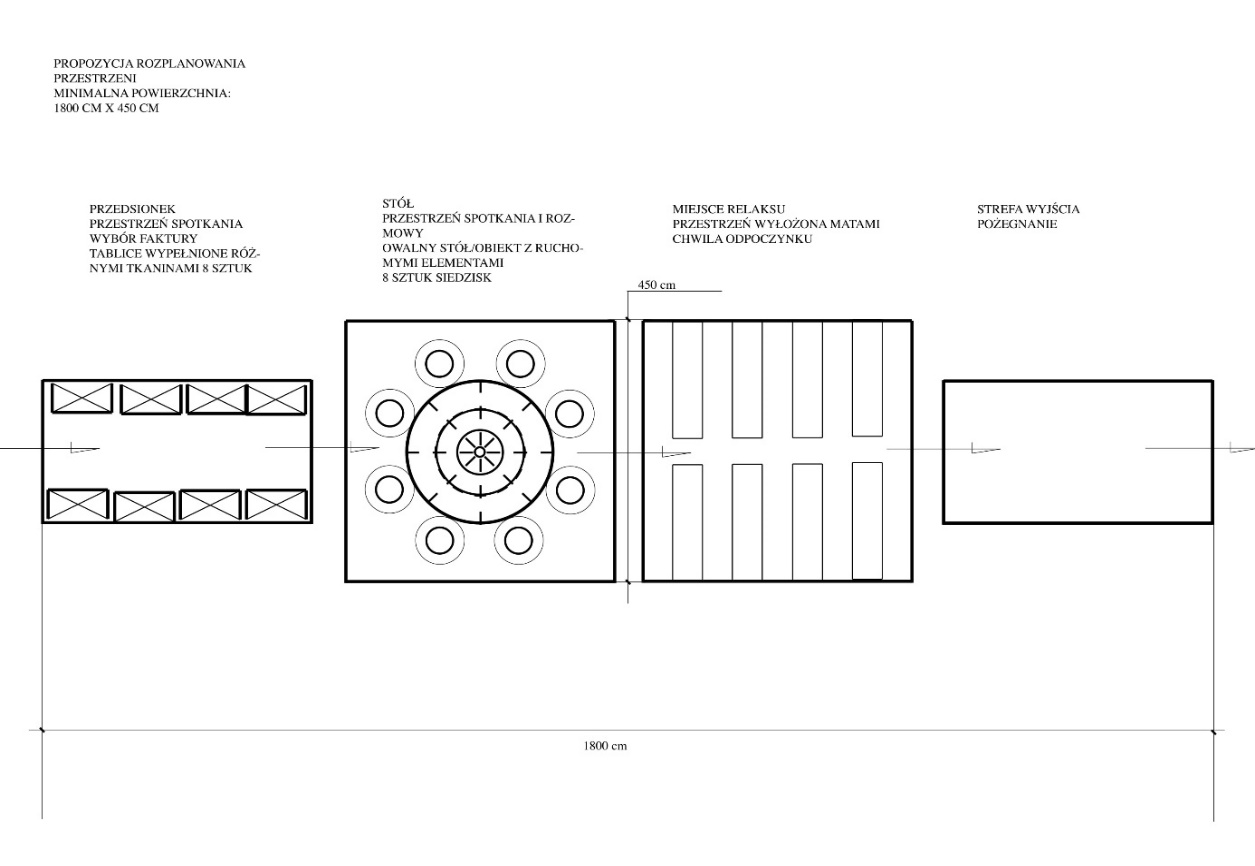 PROPOZYCJA ROZPLANOWANIA
PRZESTRZENI
MINIMALNA POWIERZCHNIA:
1800 CM X 450 CM
PRZEDSIONEK
PRZESTRZEŃ SPOTKANIA
WYBÓR FAKTURY
TABLICE WYPEŁNIONE RÓŻ-
NYMI TKANINAMI 8 SZTUK
STÓŁ
PRZESTRZEŃ SPOTKANIA I ROZ-
MOWY
OWALNY STÓŁ/OBIEKT Z RUCHO-
MYMI ELEMENTAMI
8 SZTUK SIEDZISK
MIEJSCE RELAKSU
PRZESTRZEŃ WYŁOŻONA MATAMI
CHWILA ODPOCZYNKU
STREFA WYJŚCIA
POŻEGNANIE
450 cm
1800 cm